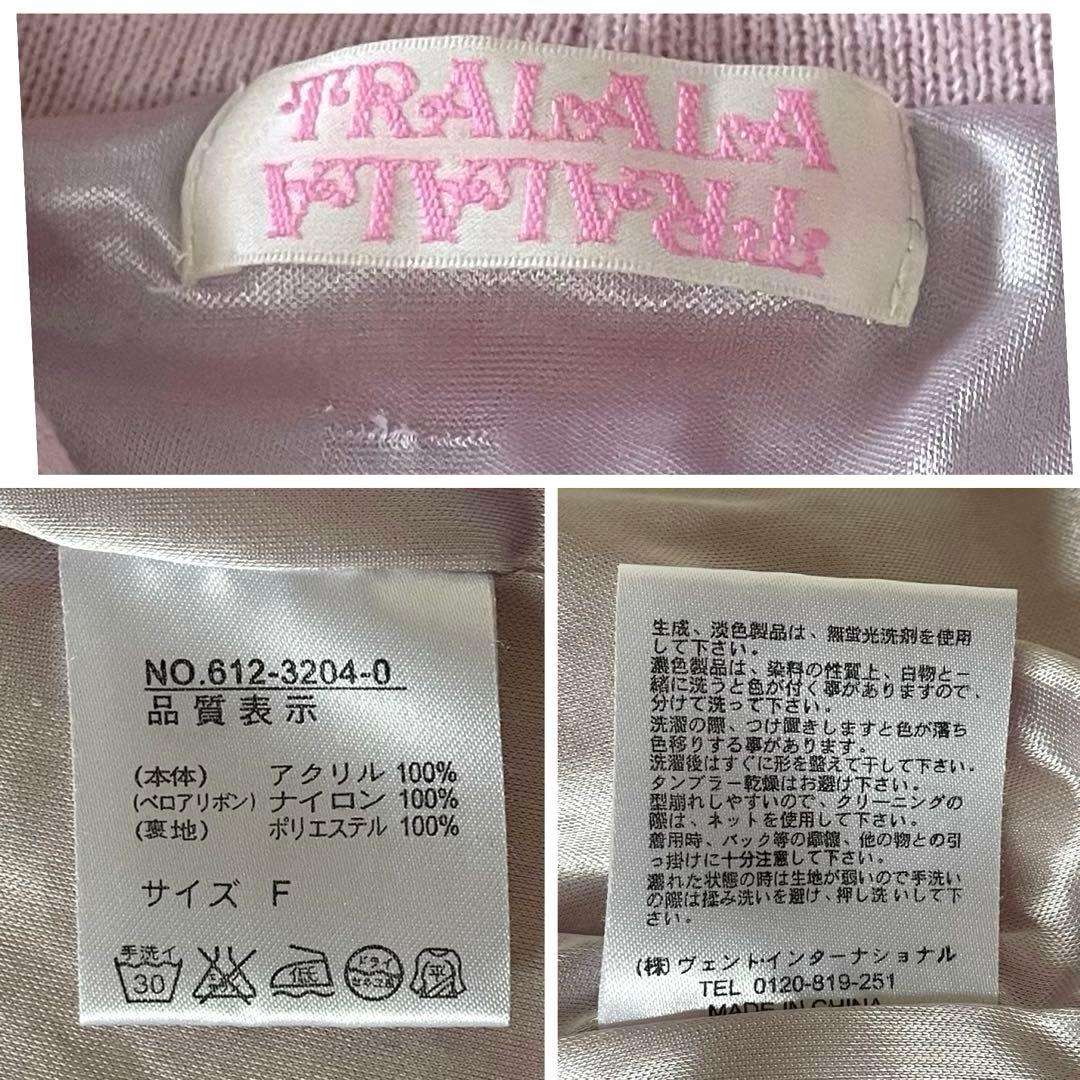 TRALALA
TRALALA
NO.612-3204-0
品質表示
(本体) アクリル 100%
(ベロアリボン) ナイロン 100%
(裏地) ポリエステル 100%
サイズ F
手洗イ
30
エンソサラシ
低
ドライ
セキユ系
平
生成、淡色製品は、無蛍光洗剤を使用
して下さい。
濃色製品は、染料の性質上、白物と一
緒に洗うと色が付く事がありますので、
分けて洗って下さい。
洗濯の際、つけ置きしますと色が落ち
色移りする事があります。
洗濯後はすぐに形を整えて干して下さい。
タンブラー乾燥はお避け下さい。
型崩れしやすいので、クリーニングの
際は、ネットを使用して下さい。
着用時、バック等の摩擦、他の物との引
っ掛けに十分注意して下さい。
濡れた状態の時は生地が弱いので手洗い
の際は揉み洗いを避け、押し洗いして下
さい。
(株)ヴェント・インターナショナル
TEL 0120-819-251
MADE IN CHINA